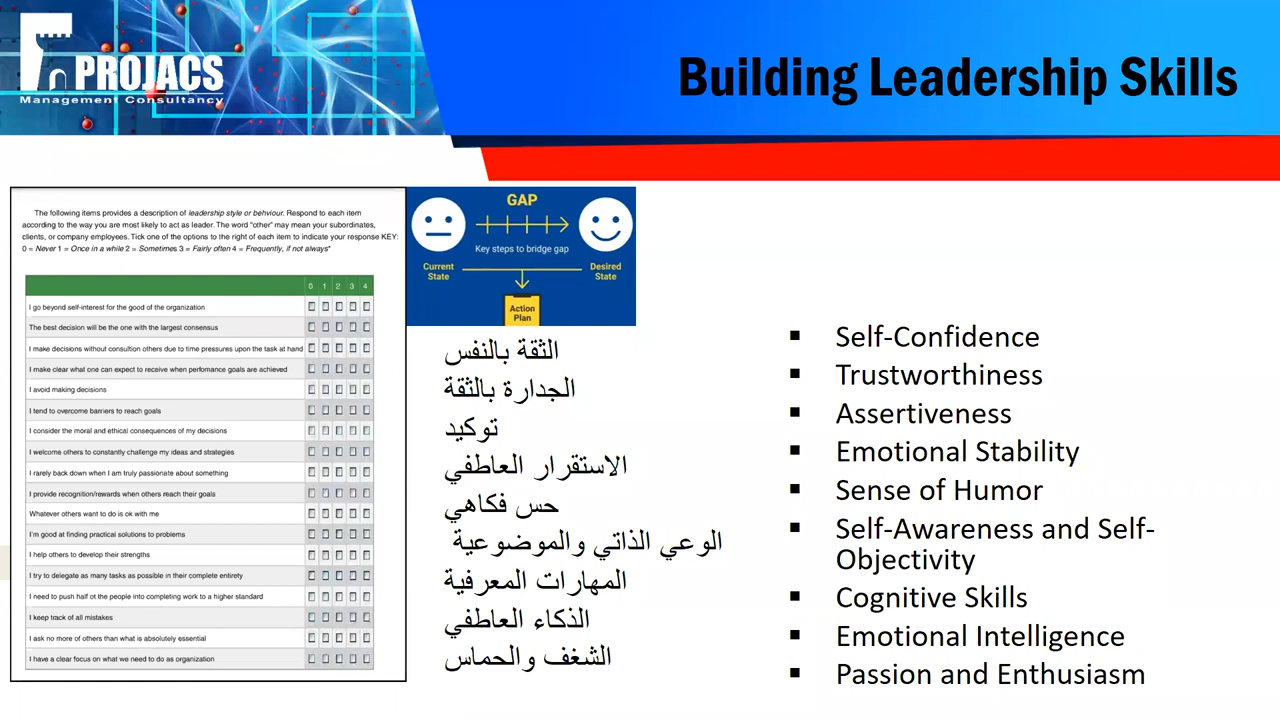 PROJACS
Management Consultancy
Building Leadership Skills
The following items provides a description of leadership style or behviour. Respond to each item
according to the way you are most likely to act as leader. The word "other" may mean your subordinates,
clients, or company employees. Tick one of the options to the right of each item to indicate your response KEY:
0 = Never 1 = Once in a while 2 = Sometimes 3 = Fairly often 4 = Frequently, if not always"
0 1 2 3 4
I go beyond self-interest for the good of the organization
The best decision will be the one with the largest consensus
I make decisions without consultion others due to time pressures upon the task at hand
I make clear what one can expect to receive when perfomance goals are achieved
I avoid making decisions
I tend to overcome barriers to reach goals
I consider the moral and ethical consequences of my decisions
I welcome others to constantly challenge my ideas and strategies
I rarely back down when I am truly passionate about something
I provide recognition/rewards when others reach their goals
Whatever others want to do is ok with me
I'm good at finding practical solutions to problems
I help others to develop their strengths
I try to delegate as many tasks as possible in their complete entirety
I need to push half ot the people into completing work to a higher standard
I keep track of all mistakes
I ask no more of others than what is absolutely essential
I have a clear focus on what we need to do as organization
GAP
Key steps to bridge gap
Current
State
Desired
State
Action
Plan
الثقة بالنفس
الجدارة بالثقة
توكيد
الاستقرار العاطفي
حس فكاهي
الوعي الذاتي والموضوعية
المهارات المعرفية
الذكاء العاطفي
الشغف والحماس
▪ Self-Confidence
▪ Trustworthiness
▪ Assertiveness
▪ Emotional Stability
▪ Sense of Humor
▪ Self-Awareness and Self-
Objectivity
▪ Cognitive Skills
▪ Emotional Intelligence
▪ Passion and Enthusiasm